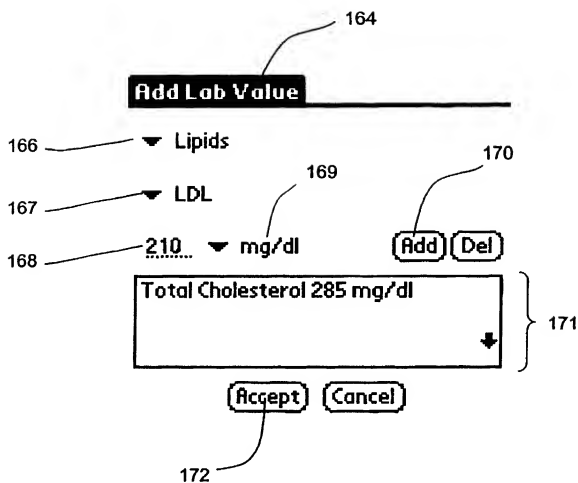 164
Add Lab Value
166 Lipids
170
169
167 LDL
168 210 mg/dl Add Del
Total Cholesterol 285 mg/dl
171
Accept Cancel
172